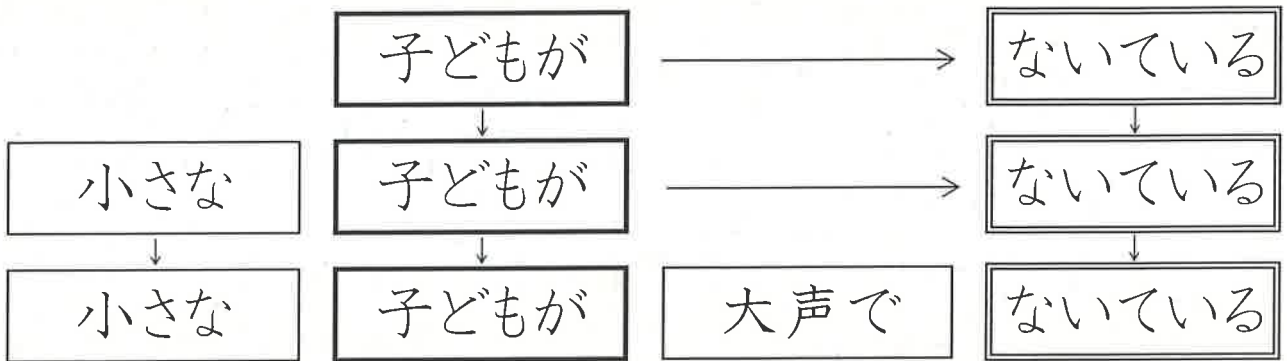 子どもが ないている
小さな 子どもが ないている
小さな 子どもが 大声で ないている